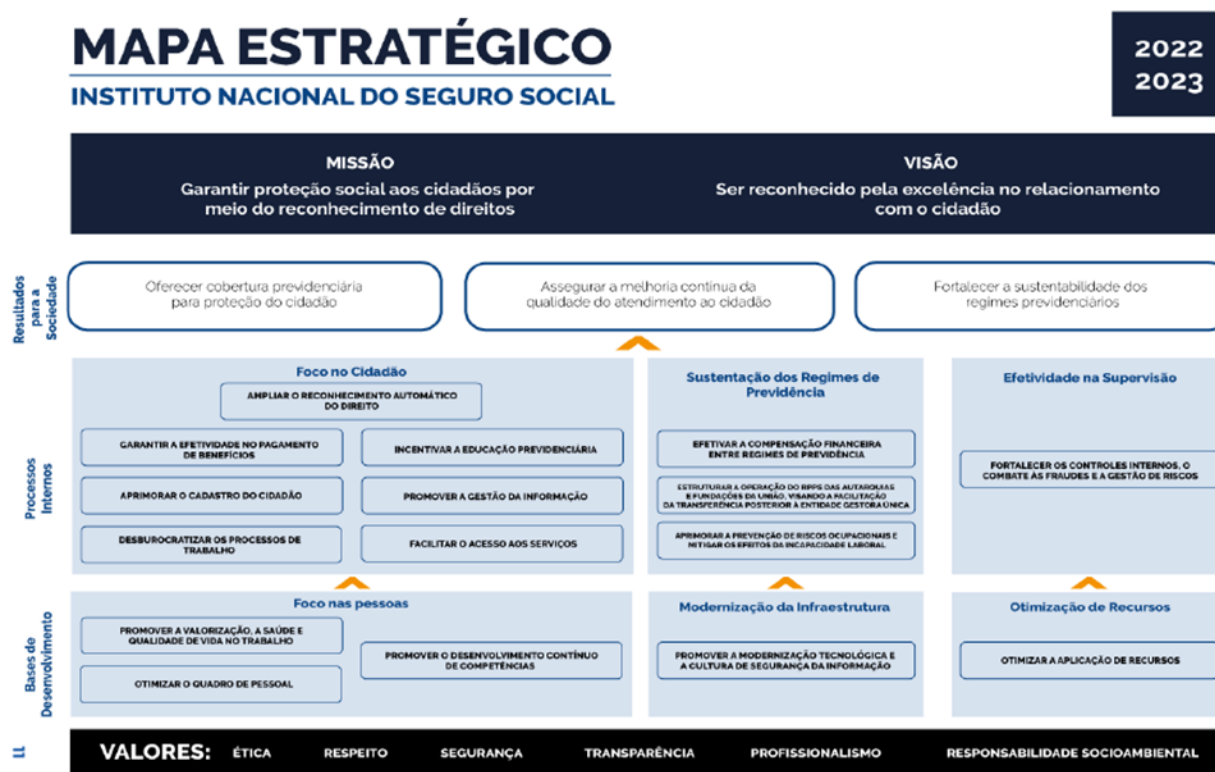 MAPA ESTRATÉGICO
INSTITUTO NACIONAL DO SEGURO SOCIAL
2022
2023
MISSÃO
Garantir proteção social aos cidadãos por
meio do reconhecimento de direitos
VISÃO
Ser reconhecido pela excelência no relacionamento
com o cidadão
Resultados
para a
Sociedade
Oferecer cobertura previdenciária
para proteção do cidadão
Assegurar a melhoria contínua da
qualidade do atendimento ao cidadão
Fortalecer a sustentabilidade dos
regimes previdenciários
Processos
Internos
Foco no Cidadão
AMPLIAR O RECONHECIMENTO AUTOMÁTICO
DO DIREITO
GARANTIR A EFETIVIDADE NO PAGAMENTO
DE BENEFÍCIOS
INCENTIVAR A EDUCAÇÃO PREVIDENCIÁRIA
APRIMORAR O CADASTRO DO CIDADÃO
PROMOVER A GESTÃO DA INFORMAÇÃO
DESBUROCRATIZAR OS PROCESSOS DE
TRABALHO
FACILITAR O ACESSO AOS SERVIÇOS
Sustentação dos Regimes de
Previdência
EFETIVAR A COMPENSAÇÃO FINANCEIRA
ENTRE REGIMES DE PREVIDÊNCIA
ESTRUTURAR A OPERAÇÃO DO RPPS DAS AUTARQUIAS
E FUNDAÇÕES DA UNIÃO, VISANDO A FACILITAÇÃO
DA TRANSFERÊNCIA POSTERIOR À ENTIDADE GESTORA ÚNICA
APRIMORAR A PREVENÇÃO DE RISCOS OCUPACIONAIS E
MITIGAR OS EFEITOS DA INCAPACIDADE LABORAL
Efetividade na Supervisão
FORTALECER OS CONTROLES INTERNOS, O
COMBATE ÀS FRAUDES E A GESTÃO DE RISCOS
Bases de
Desenvolvimento
Foco nas pessoas
PROMOVER A VALORIZAÇÃO, A SAÚDE E
QUALIDADE DE VIDA NO TRABALHO
PROMOVER O DESENVOLVIMENTO CONTÍNUO
DE COMPETÊNCIAS
OTIMIZAR O QUADRO DE PESSOAL
Modernização da Infraestrutura
PROMOVER A MODERNIZAÇÃO TECNOLÓGICA E
A CULTURA DE SEGURANÇA DA INFORMAÇÃO
Otimização de Recursos
OTIMIZAR A APLICAÇÃO DE RECURSOS
VALORES: ÉTICA RESPEITO SEGURANÇA TRANSPARÊNCIA PROFISSIONALISMO RESPONSABILIDADE SOCIOAMBIENTAL